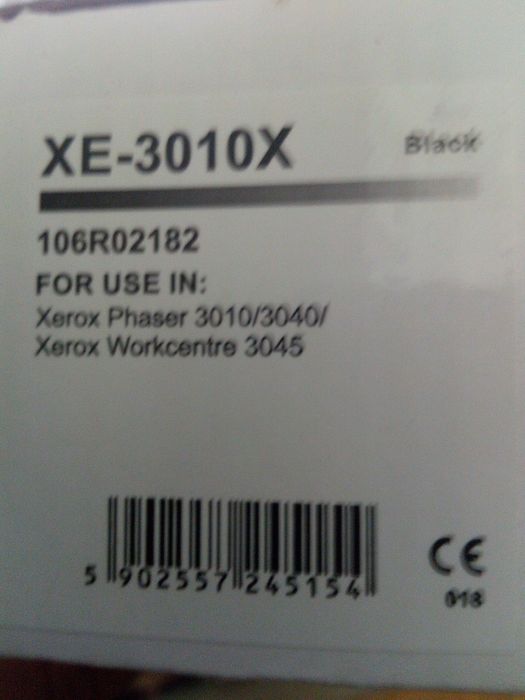 XE-3010X Black
106R02182
FOR USE IN:
Xerox Phaser 3010/3040/
Xerox Workcentre 3045
5 902557 245154
CE
018